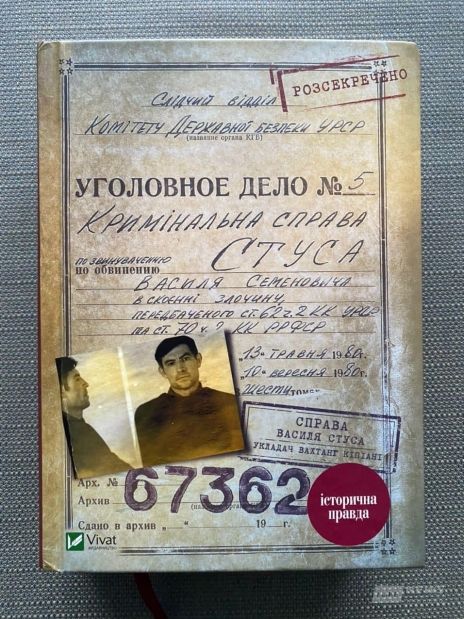 РОЗСЕКРЕЧЕНО
Слідчий відділ
Комітету Державної безпеки УРСР
(название органа КГБ)
УГОЛОВНОЕ ДЕЛО № 5
Кримінальна справа
по звинуваченню СТУСА
по обвинению
Василя Семеновича
в скоєнні злочину,
передбаченого ст. 62 ч. 2 КК УРСР
та ст. 70 ч. 2 КК РРФСР
„13“ травня 1980 г.
„10“ вересня 1980 г.
шести томах
СПРАВА
ВАСИЛЯ СТУСА
УКЛАДАЧ ВАХТАНГ КІПІАНІ
Арх. №
Архив
67362
Сдано в архив „ “ 19 г.
історична
правда
Vivat
ВИДАВНИЦТВО